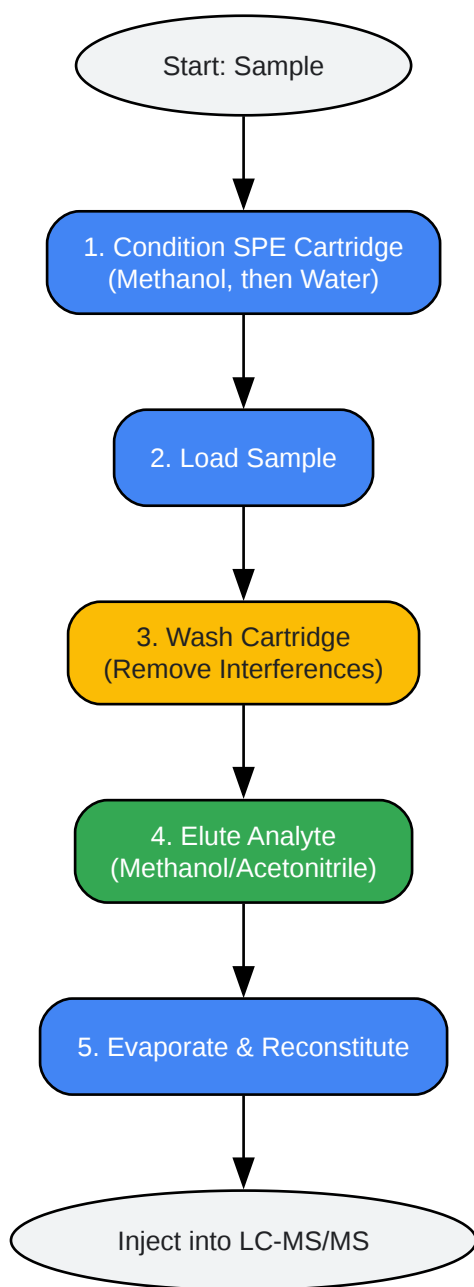 Start: Sample
1. Condition SPE Cartridge
(Methanol, then Water)
2. Load Sample
3. Wash Cartridge
(Remove Interferences)
4. Elute Analyte
(Methanol/Acetonitrile)
5. Evaporate & Reconstitute
Inject into LC-MS/MS